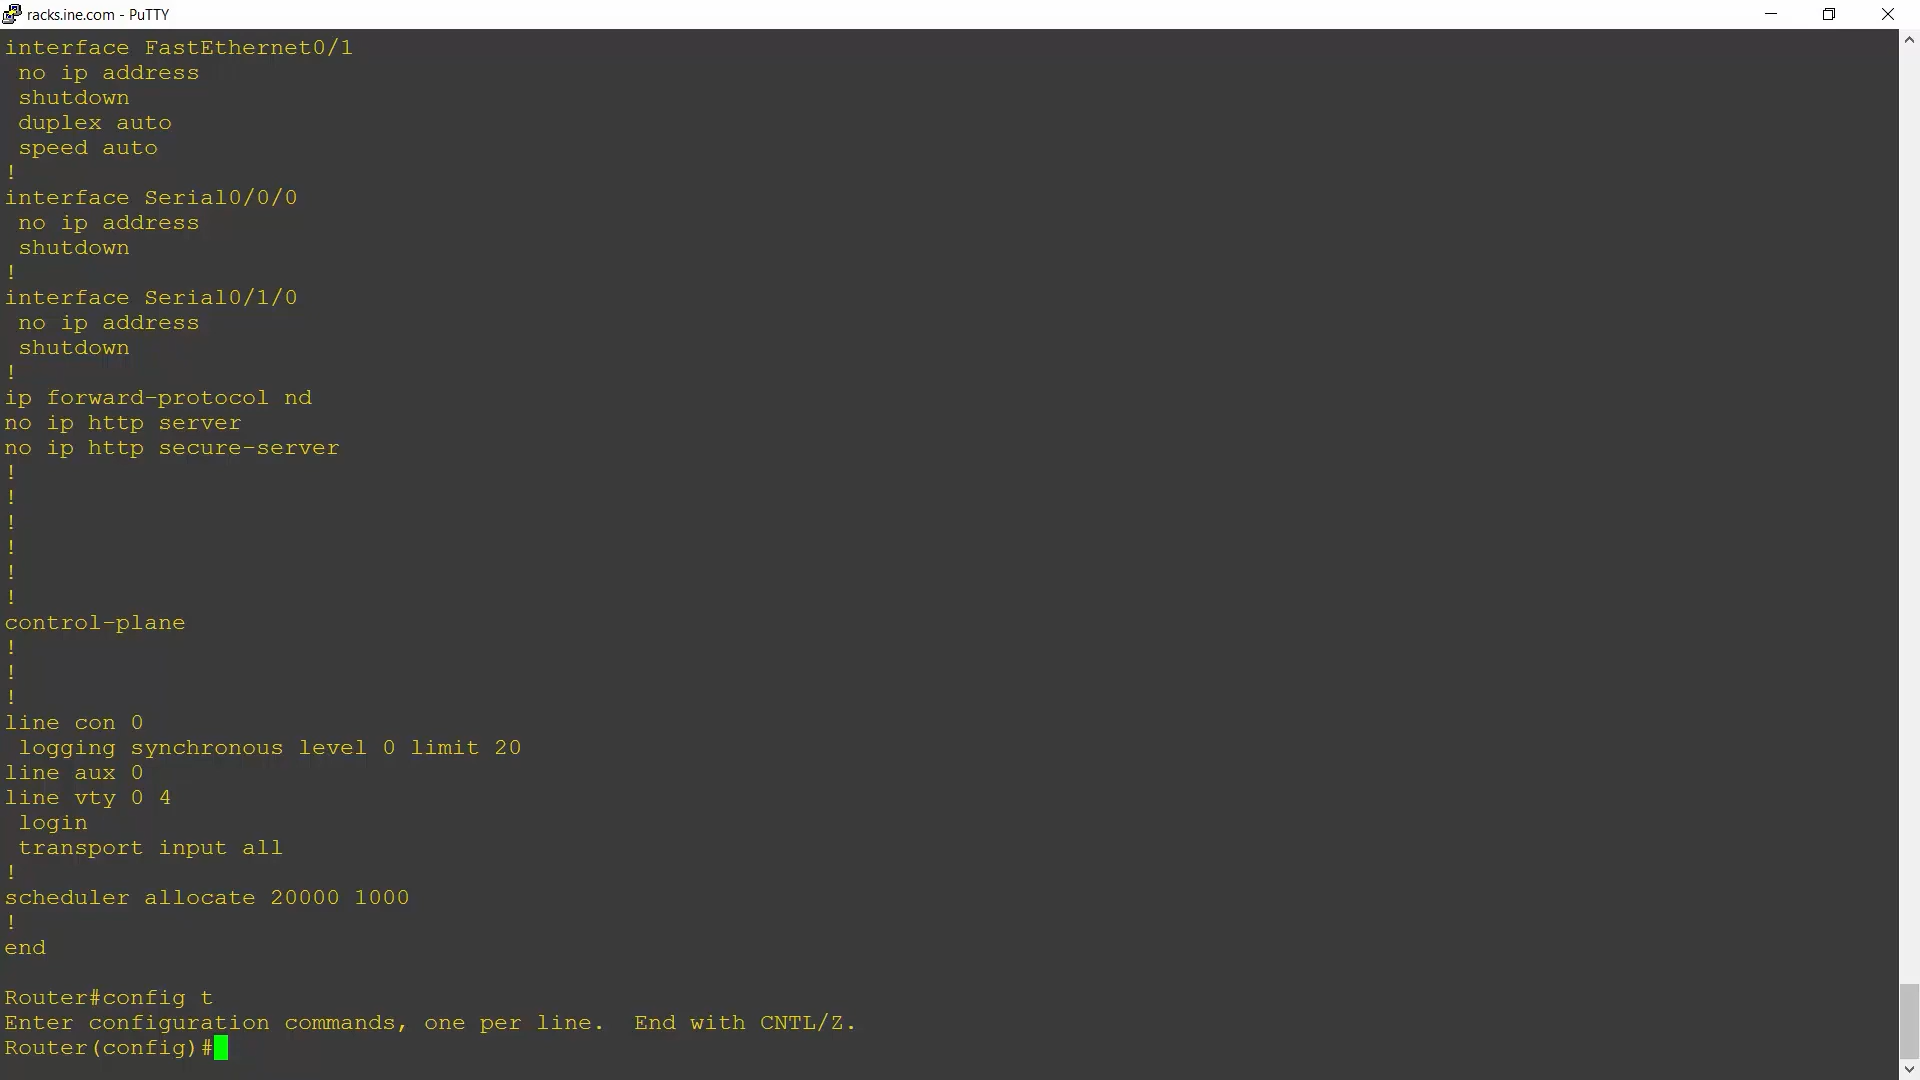 racks.ine.com - PuTTY
interface FastEthernet0/1
 no ip address
 shutdown
 duplex auto
 speed auto
!
interface Serial0/0/0
 no ip address
 shutdown
!
interface Serial0/1/0
 no ip address
 shutdown
!
ip forward-protocol nd
no ip http server
no ip http secure-server
!
!
!
!
!
!
control-plane
!
!
!
line con 0
 logging synchronous level 0 limit 20
line aux 0
line vty 0 4
 login
 transport input all
!
scheduler allocate 20000 1000
!
end
Router#config t
Enter configuration commands, one per line.  End with CNTL/Z.
Router(config)#